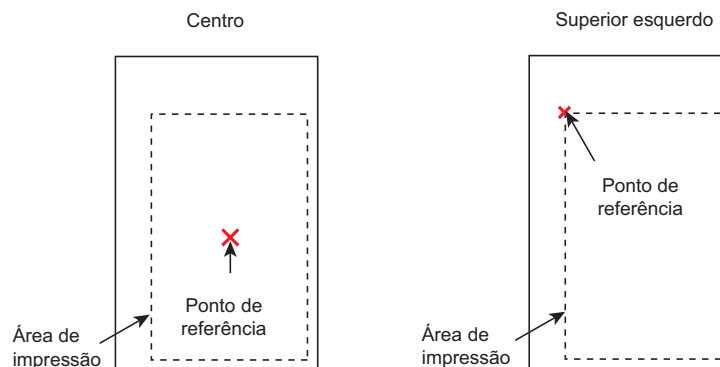 Centro
Ponto de
referência
Área de
impressão
Superior esquerdo
Ponto de
referência
Área de
impressão